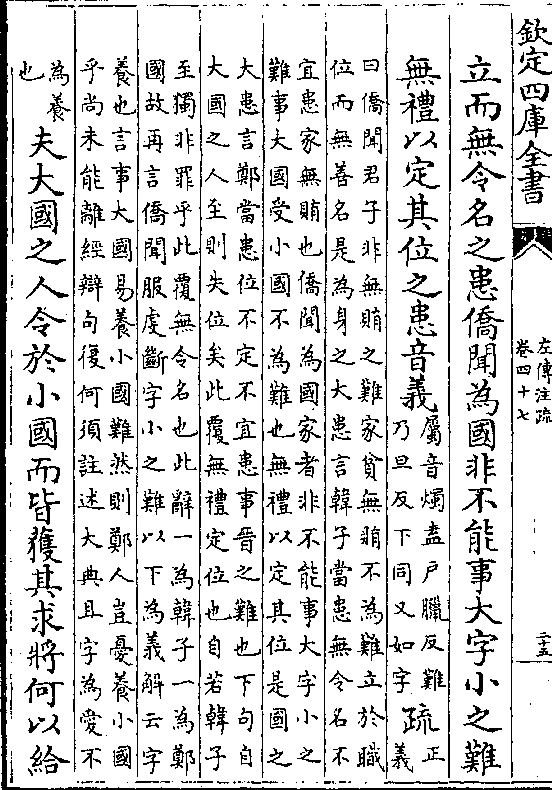 欽定四庫全書
左傳注疏
卷四十七
二十五
立而無令名之患僑聞為國非不能事大字小之難
無禮以定其位之患音義
屬音燭盍戶臘反難
乃旦反下同又如字
疏
正
義
曰僑聞君子非無賄之難家貧無賄不為難立於職
位而無善名是為身之大患言韓子當患無令名不
宜患家無賄也僑聞為國家者非不能事大字小之
難事大國受小國不為難也無禮以定其位是國之
大患言鄭當患位不定不宜患事晉之難也下句自
大國之人至則失位矣此覆無禮定位也自若韓子
至獨非罪乎此覆無令名也此辭一為韓子一為鄭
國故再言僑聞服虔斷字小之難以下為義解云字
養也言事大國易養小國難然則鄭人豈憂養小國
乎尚未能離經辯句復何須註述大典且字為愛不
為養
也
夫大國之人令於小國而皆獲其求將何以給